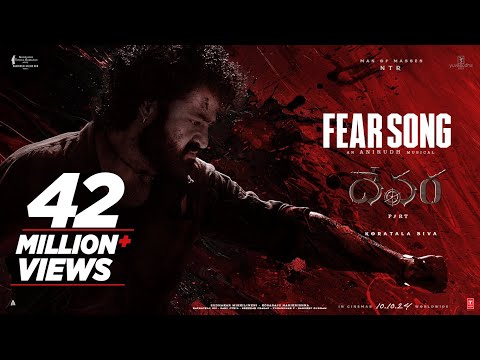 MAN OF MASSES
NTR
FEAR SONG
AN ANIRUDH MUSICAL
దేవర
PART
KORATALA SIVA
42
MILLION+
VIEWS
IN CINEMAS 10.10.24 WORLDWIDE